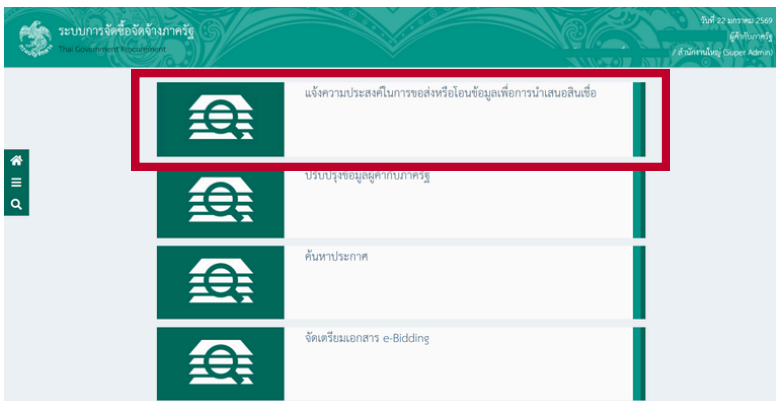 ระบบการจัดซื้อจัดจ้างภาครัฐ
Thai Government Procurement
วันที่ 22 มกราคม 2569
ผู้ค้ากับภาครัฐ
/ สำนักงานใหญ่ (Super Admin)
แจ้งความประสงค์ในการขอส่งหรือโอนข้อมูลเพื่อการนำเสนอสินเชื่อ
ปรับปรุงข้อมูลผู้ค้ากับภาครัฐ
ค้นหาประกาศ
จัดเตรียมเอกสาร e-Bidding